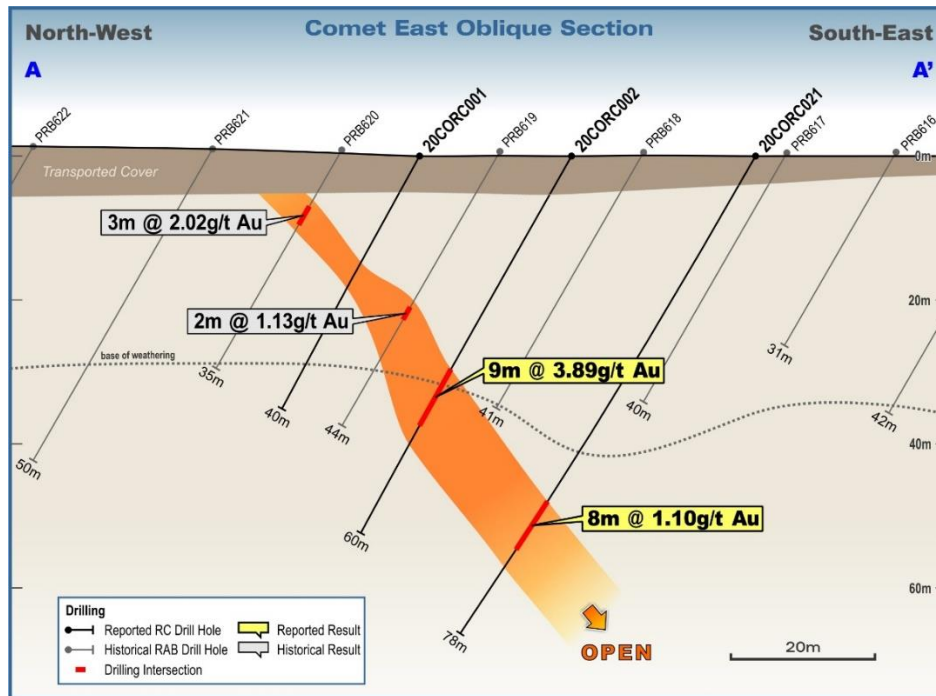 North-West
Comet East Oblique Section
South-East
A
A'
PRB622
PRB621
PRB620
20CORC001
PRB619
20CORC002
PRB618
20CORC021
PRB617
PRB616
0m
Transported Cover
3m @ 2.02g/t Au
20m
2m @ 1.13g/t Au
base of weathering
31m
35m
9m @ 3.89g/t Au
40m
44m
41m
40m
42m
40m
50m
8m @ 1.10g/t Au
60m
60m
78m
OPEN
20m
Drilling
Reported RC Drill Hole
Reported Result
Historical RAB Drill Hole
Historical Result
Drilling Intersection